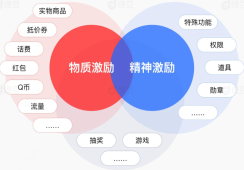 实物商品
抵价券
话费
红包
Q币
流量
......
物质激励
精神激励
特殊功能
权限
道具
勋章
......
抽奖
游戏
......